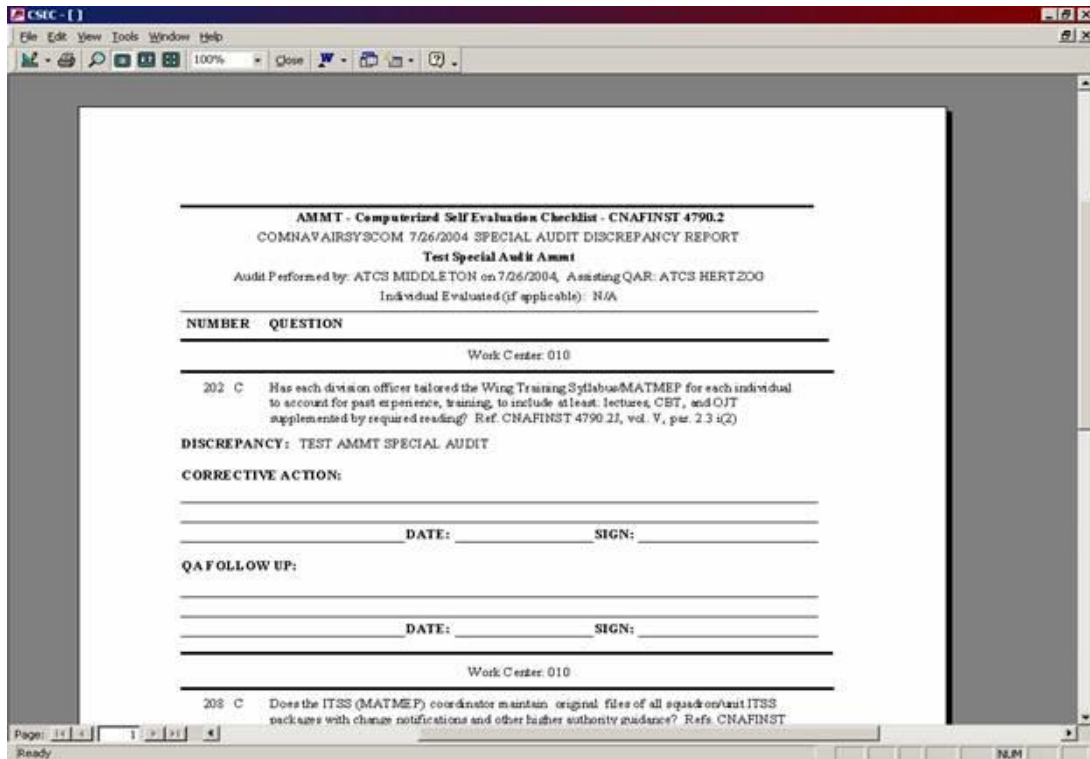 CSEC - [ ]
File Edit View Tools Window Help
100% Close
AMMT - Computerized Self Evaluation Checklist - CNAFINST 4790.2
COMNAVAIRSYSCOM 7/26/2004 SPECIAL AUDIT DISCREPANCY REPORT
Test Special Audit Ammt
Audit Performed by: ATCS MIDDLETON on 7/26/2004, Assisting QAR: ATCS HERTZOG
Individual Evaluated (if applicable): N/A
NUMBER QUESTION
Work Center: 010
202 C Has each division officer tailored the Wing Training Syllabus/MATMEP for each individual
to account for past experience, training, to include at least: lectures, CBT, and OJT
supplemented by required reading? Ref. CNAFINST 4790.2J, vol. V, par. 2.3 i(2)
DISCREPANCY: TEST AMMT SPECIAL AUDIT
CORRECTIVE ACTION:
DATE: SIGN:
QA FOLLOW UP:
DATE: SIGN:
Work Center: 010
208 C Does the ITSS (MATMEP) coordinator maintain original files of all squadron/unit ITSS
packages with change notifications and other higher authority guidance? Refs. CNAFINST
Page: 1
Ready NUM